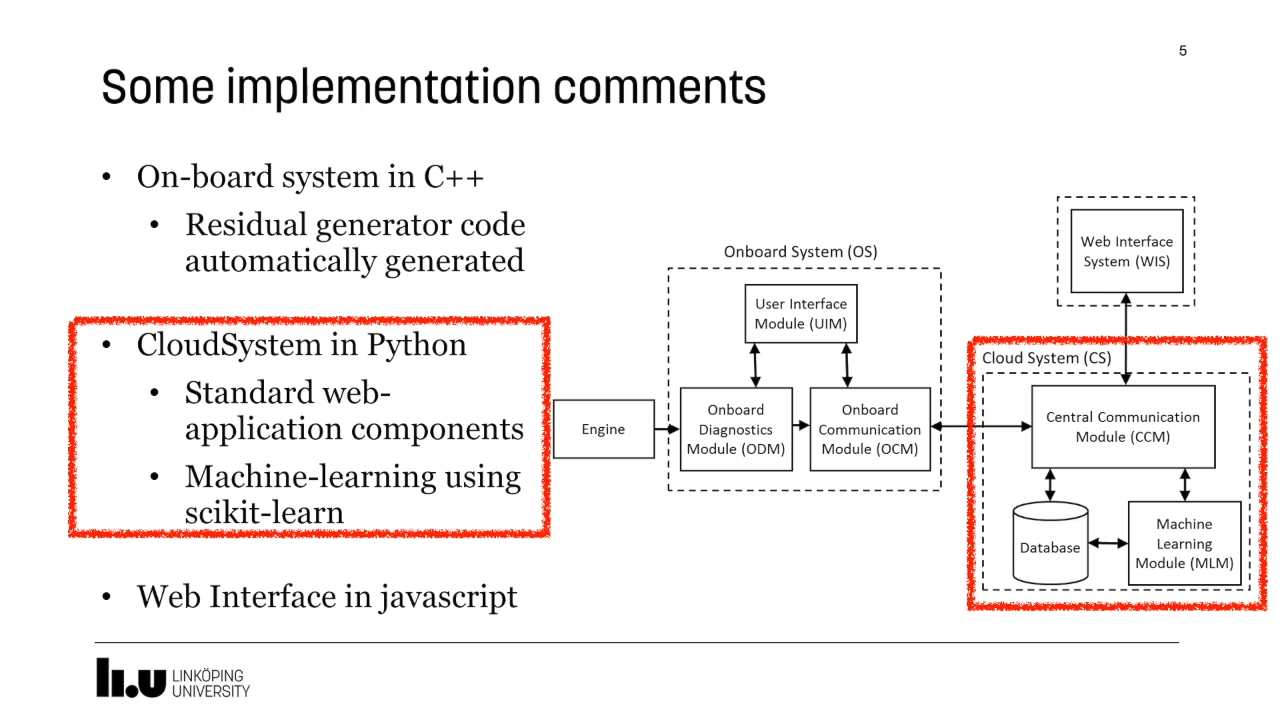 5
Some implementation comments
• On-board system in C++
• Residual generator code
automatically generated
• CloudSystem in Python
• Standard web-
application components
• Machine-learning using
scikit-learn
• Web Interface in javascript
Engine
Onboard System (OS)
User Interface
Module (UIM)
Onboard
Diagnostics
Module (ODM)
Onboard
Communication
Module (OCM)
Web Interface
System (WIS)
Cloud System (CS)
Central Communication
Module (CCM)
Database
Machine
Learning
Module (MLM)
li.u LINKÖPING
UNIVERSITY